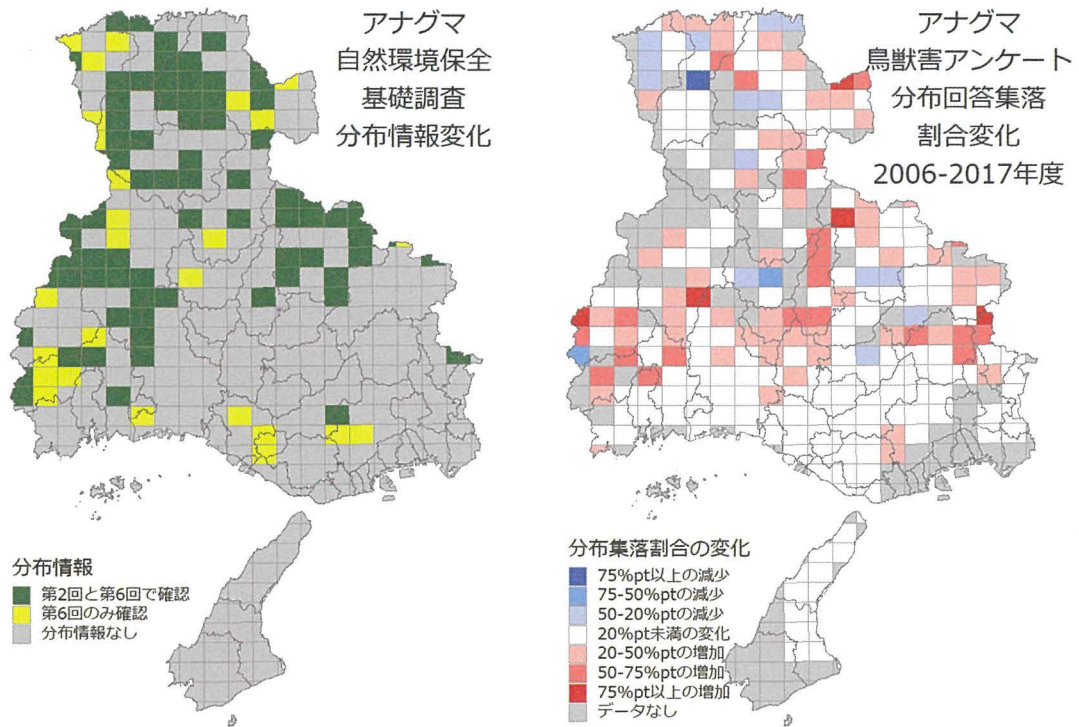 アナグマ
自然環境保全
基礎調査
分布情報変化
分布情報
第2回と第6回で確認
第6回のみ確認
分布情報なし
アナグマ
鳥獣害アンケート
分布回答集落
割合変化
2006-2017年度
分布集落割合の変化
75%pt以上の減少
75-50%ptの減少
50-20%ptの減少
20%pt未満の変化
20-50%ptの増加
50-75%ptの増加
75%pt以上の増加
データなし